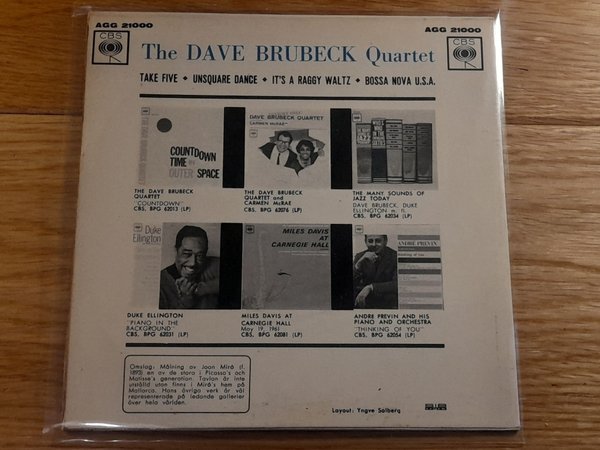 AGG 21000
AGG 21000
CBS
CBS
The DAVE BRUBECK Quartet
TAKE FIVE • UNSQUARE DANCE • IT'S A RAGGY WALTZ • BOSSA NOVA U.S.A.
COUNTDOWN
TIME IN
OUTER SPACE
DAVE BRUBECK QUARTET
CARMEN McRAE
THE DAVE BRUBECK
QUARTET
"COUNTDOWN"
CBS, BPG 62013 (LP)
THE DAVE BRUBECK
QUARTET and
CARMEN McRAE
CBS, BPG 62076 (LP)
THE MANY SOUNDS OF
JAZZ TODAY
DAVE BRUBECK, DUKE
ELLINGTON m. fl.
CBS, BPG 62034 (LP)
Duke
Ellington
MILES DAVIS
AT
CARNEGIE HALL
ANDRÉ PREVIN
DUKE ELLINGTON
"PIANO IN THE
BACKGROUND"
CBS, BPG 62051 (LP)
MILES DAVIS AT
CARNEGIE HALL
May 19, 1961
CBS, BPG 62081 (LP)
ANDRE PREVIN AND HIS
PIANO AND ORCHESTRA
"THINKING OF YOU"
CBS, BPG 62054 (LP)
Omslag: Målning av Joan Miró (f.
1893) en av de stora i Picasso's och
Matisse's generation. Tavlan är inte
utställd utan finns i Miró's hem på
Mallorca. Hans övriga verk är väl
representerade på ledande gallerier
över hela världen.
Layout: Yngve Solberg